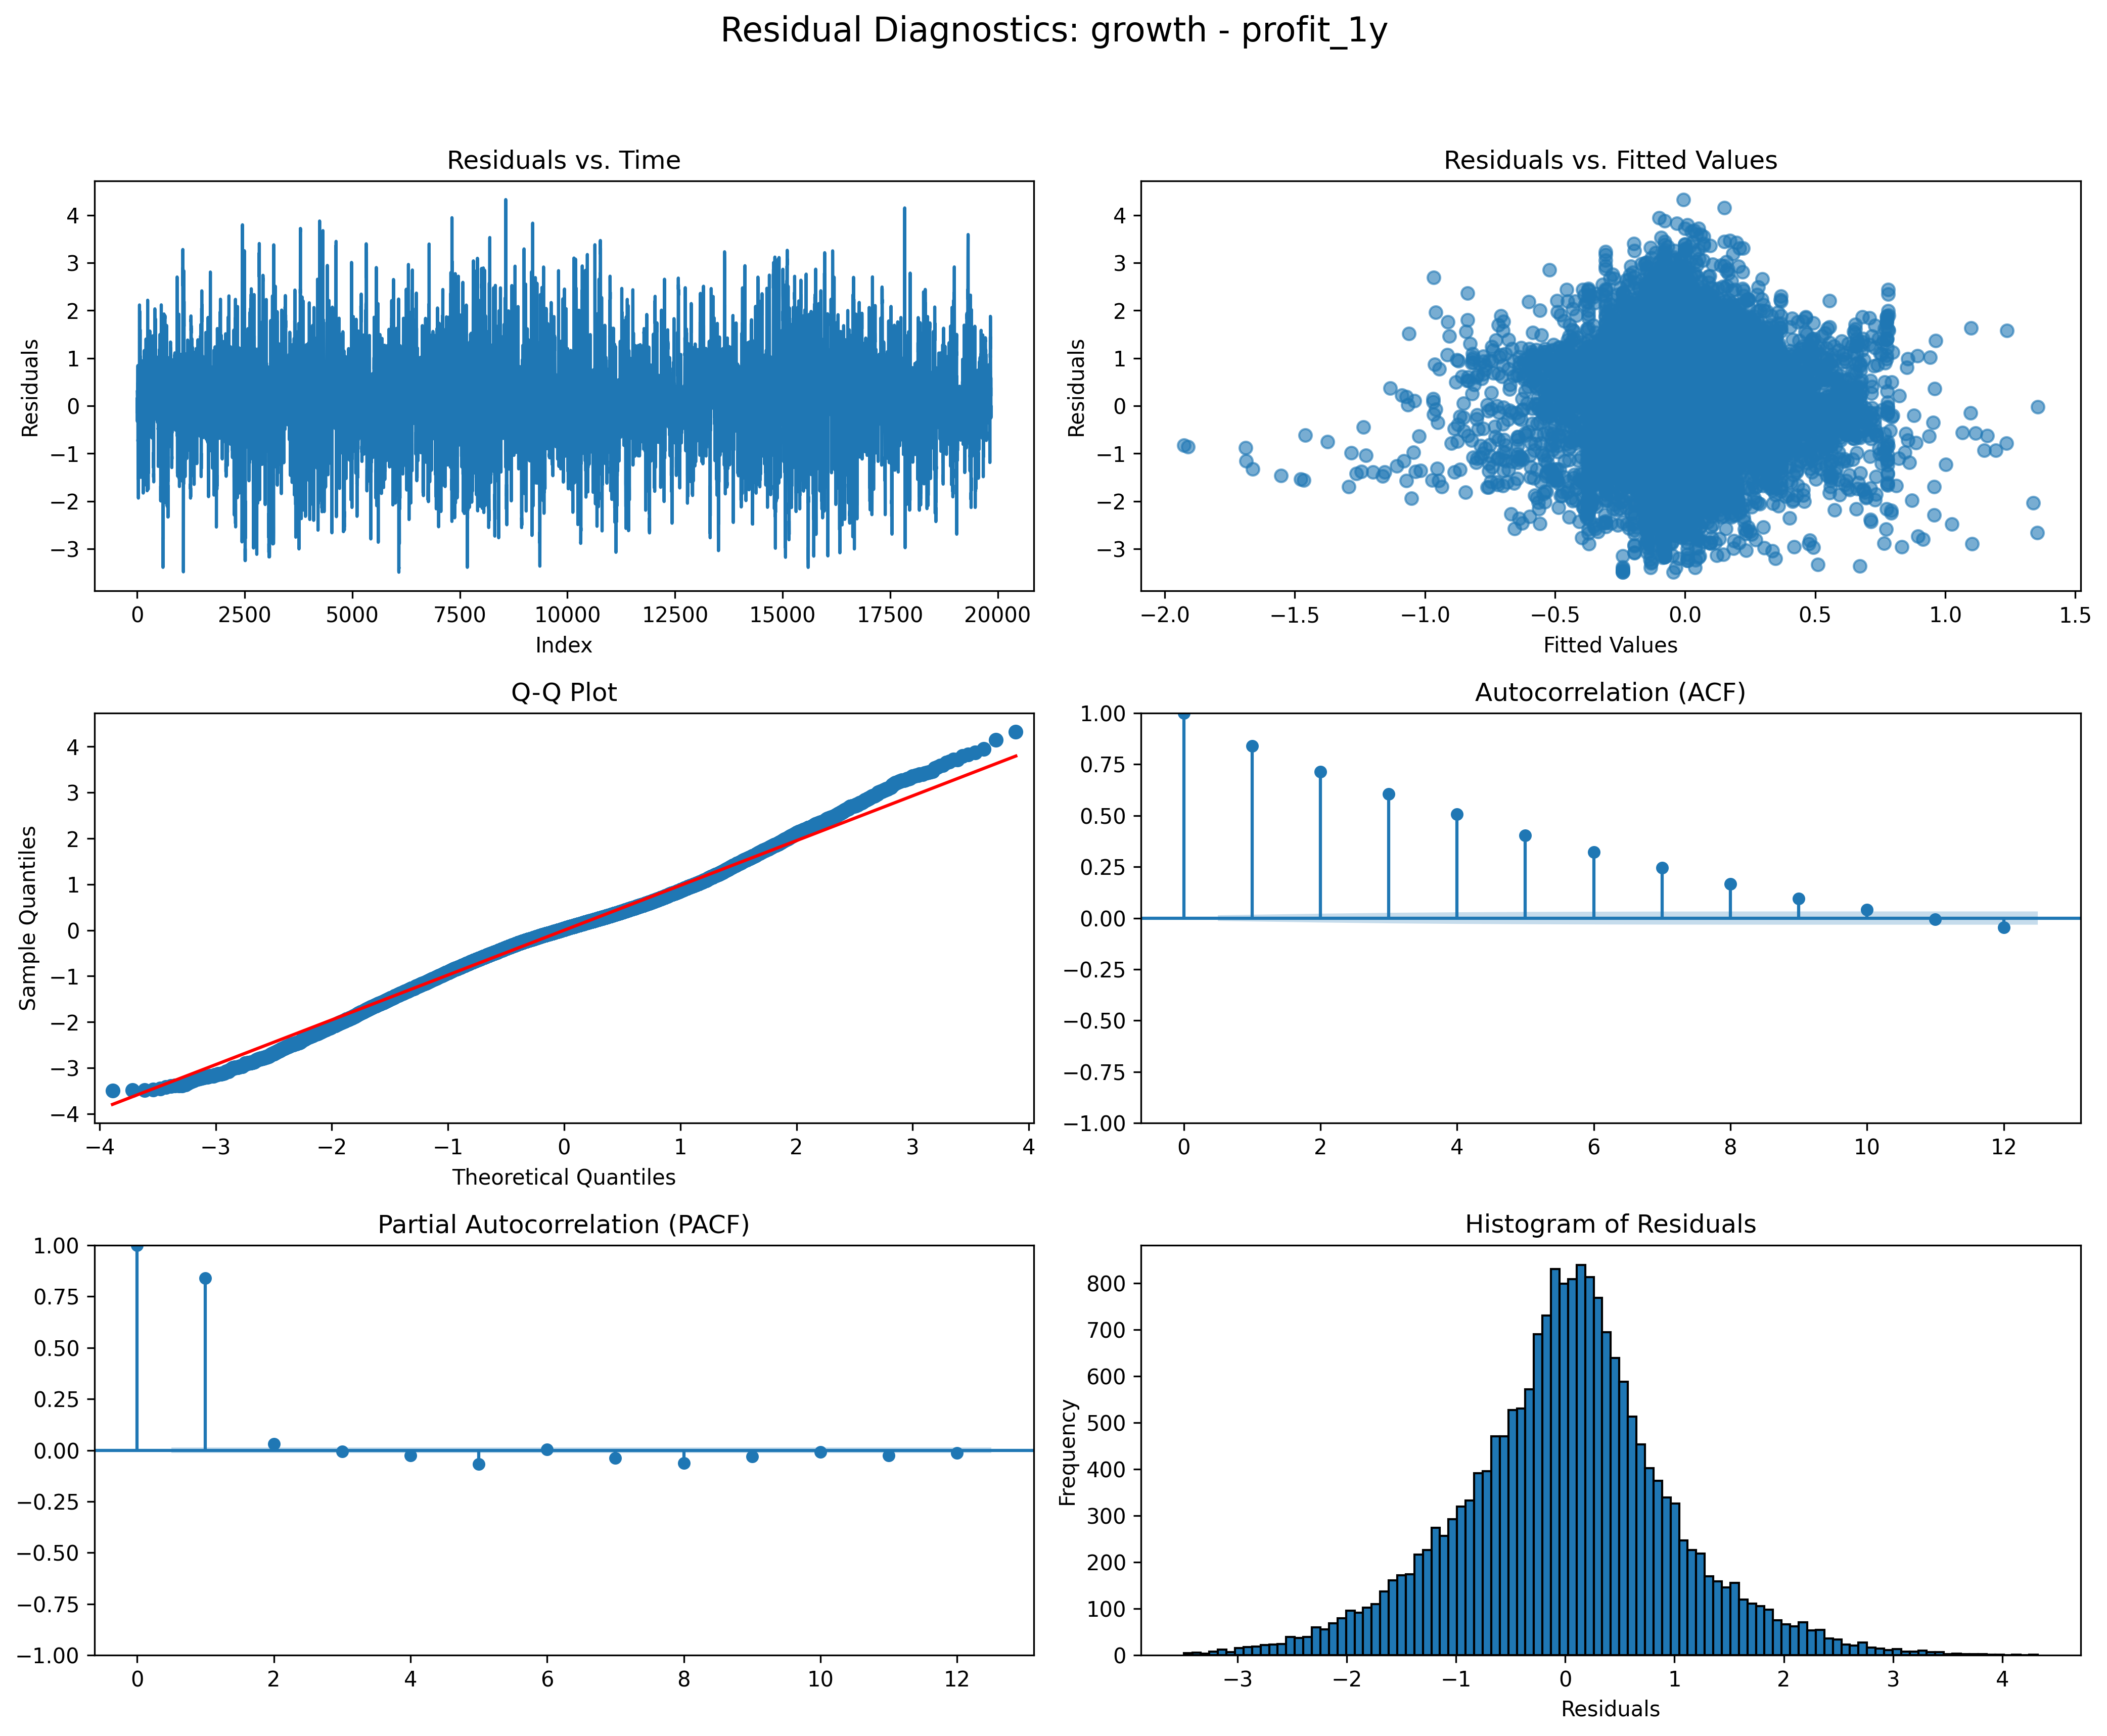 Residual Diagnostics: growth - profit_1y
Residuals vs. Time
Residuals
4
3
2
1
0
−1
−2
−3
0 2500 5000 7500 10000 12500 15000 17500 20000
Index
Residuals vs. Fitted Values
Residuals
4
3
2
1
0
−1
−2
−3
−2.0 −1.5 −1.0 −0.5 0.0 0.5 1.0 1.5
Fitted Values
Q-Q Plot
Sample Quantiles
4
3
2
1
0
−1
−2
−3
−4
−4 −3 −2 −1 0 1 2 3 4
Theoretical Quantiles
Autocorrelation (ACF)
1.00
0.75
0.50
0.25
0.00
−0.25
−0.50
−0.75
−1.00
0 2 4 6 8 10 12
Partial Autocorrelation (PACF)
1.00
0.75
0.50
0.25
0.00
−0.25
−0.50
−0.75
−1.00
0 2 4 6 8 10 12
Histogram of Residuals
Frequency
800
700
600
500
400
300
200
100
0
−3 −2 −1 0 1 2 3 4
Residuals